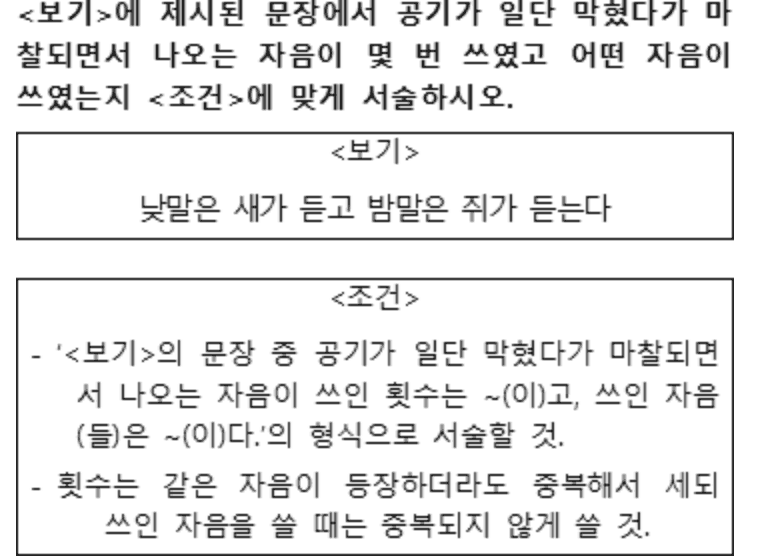 <보기>에 제시된 문장에서 공기가 일단 막혔다가 마
찰되면서 나오는 자음이 몇 번 쓰였고 어떤 자음이
쓰였는지 <조건>에 맞게 서술하시오.
<보기>
낮말은 새가 듣고 밤말은 쥐가 듣는다
<조건>
- '<보기>의 문장 중 공기가 일단 막혔다가 마찰되면
서 나오는 자음이 쓰인 횟수는 ~(이)고, 쓰인 자음
(들)은 ~(이)다.'의 형식으로 서술할 것.
- 횟수는 같은 자음이 등장하더라도 중복해서 세되
쓰인 자음을 쓸 때는 중복되지 않게 쓸 것.